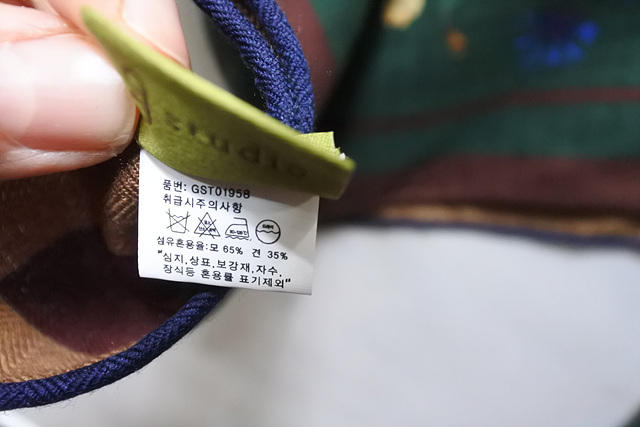 studio
품번: GST01958
취급시주의사항
섬유혼용율:모 65% 견 35%
"심지,상표,보강재,자수,
장식등 혼용률 표기제외"